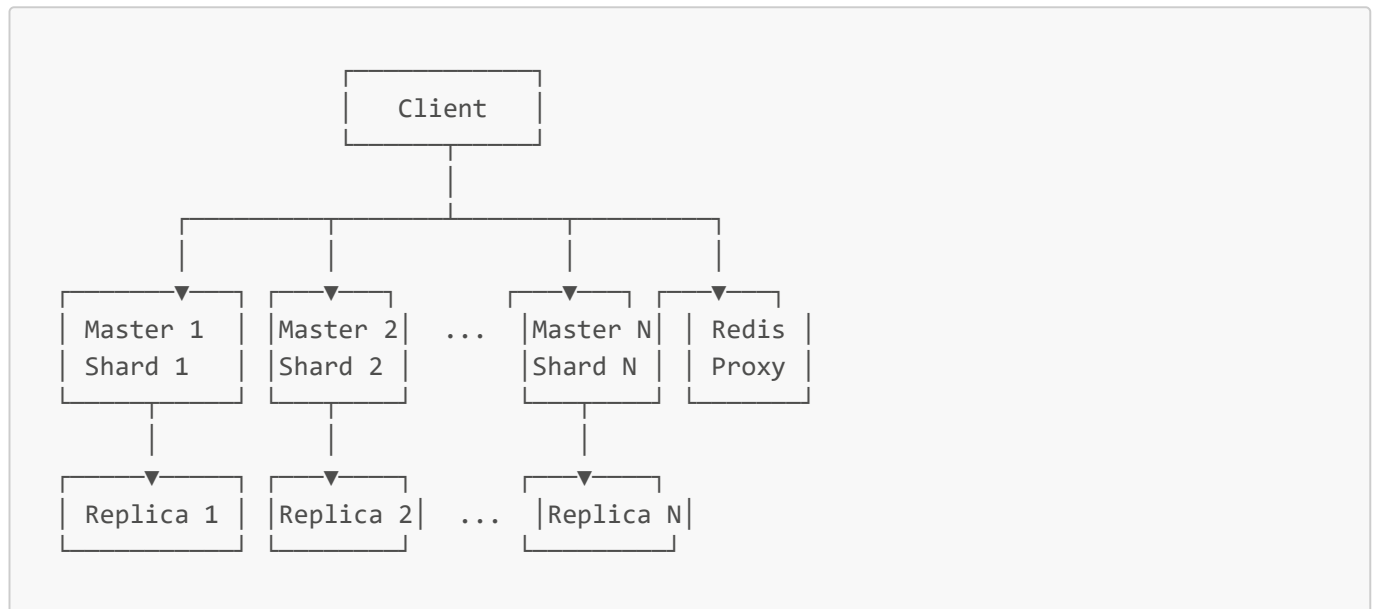 Client
Master 1 Master 2 ... Master N Redis
Shard 1 Shard 2 Shard N Proxy
Replica 1 Replica 2 ... Replica N